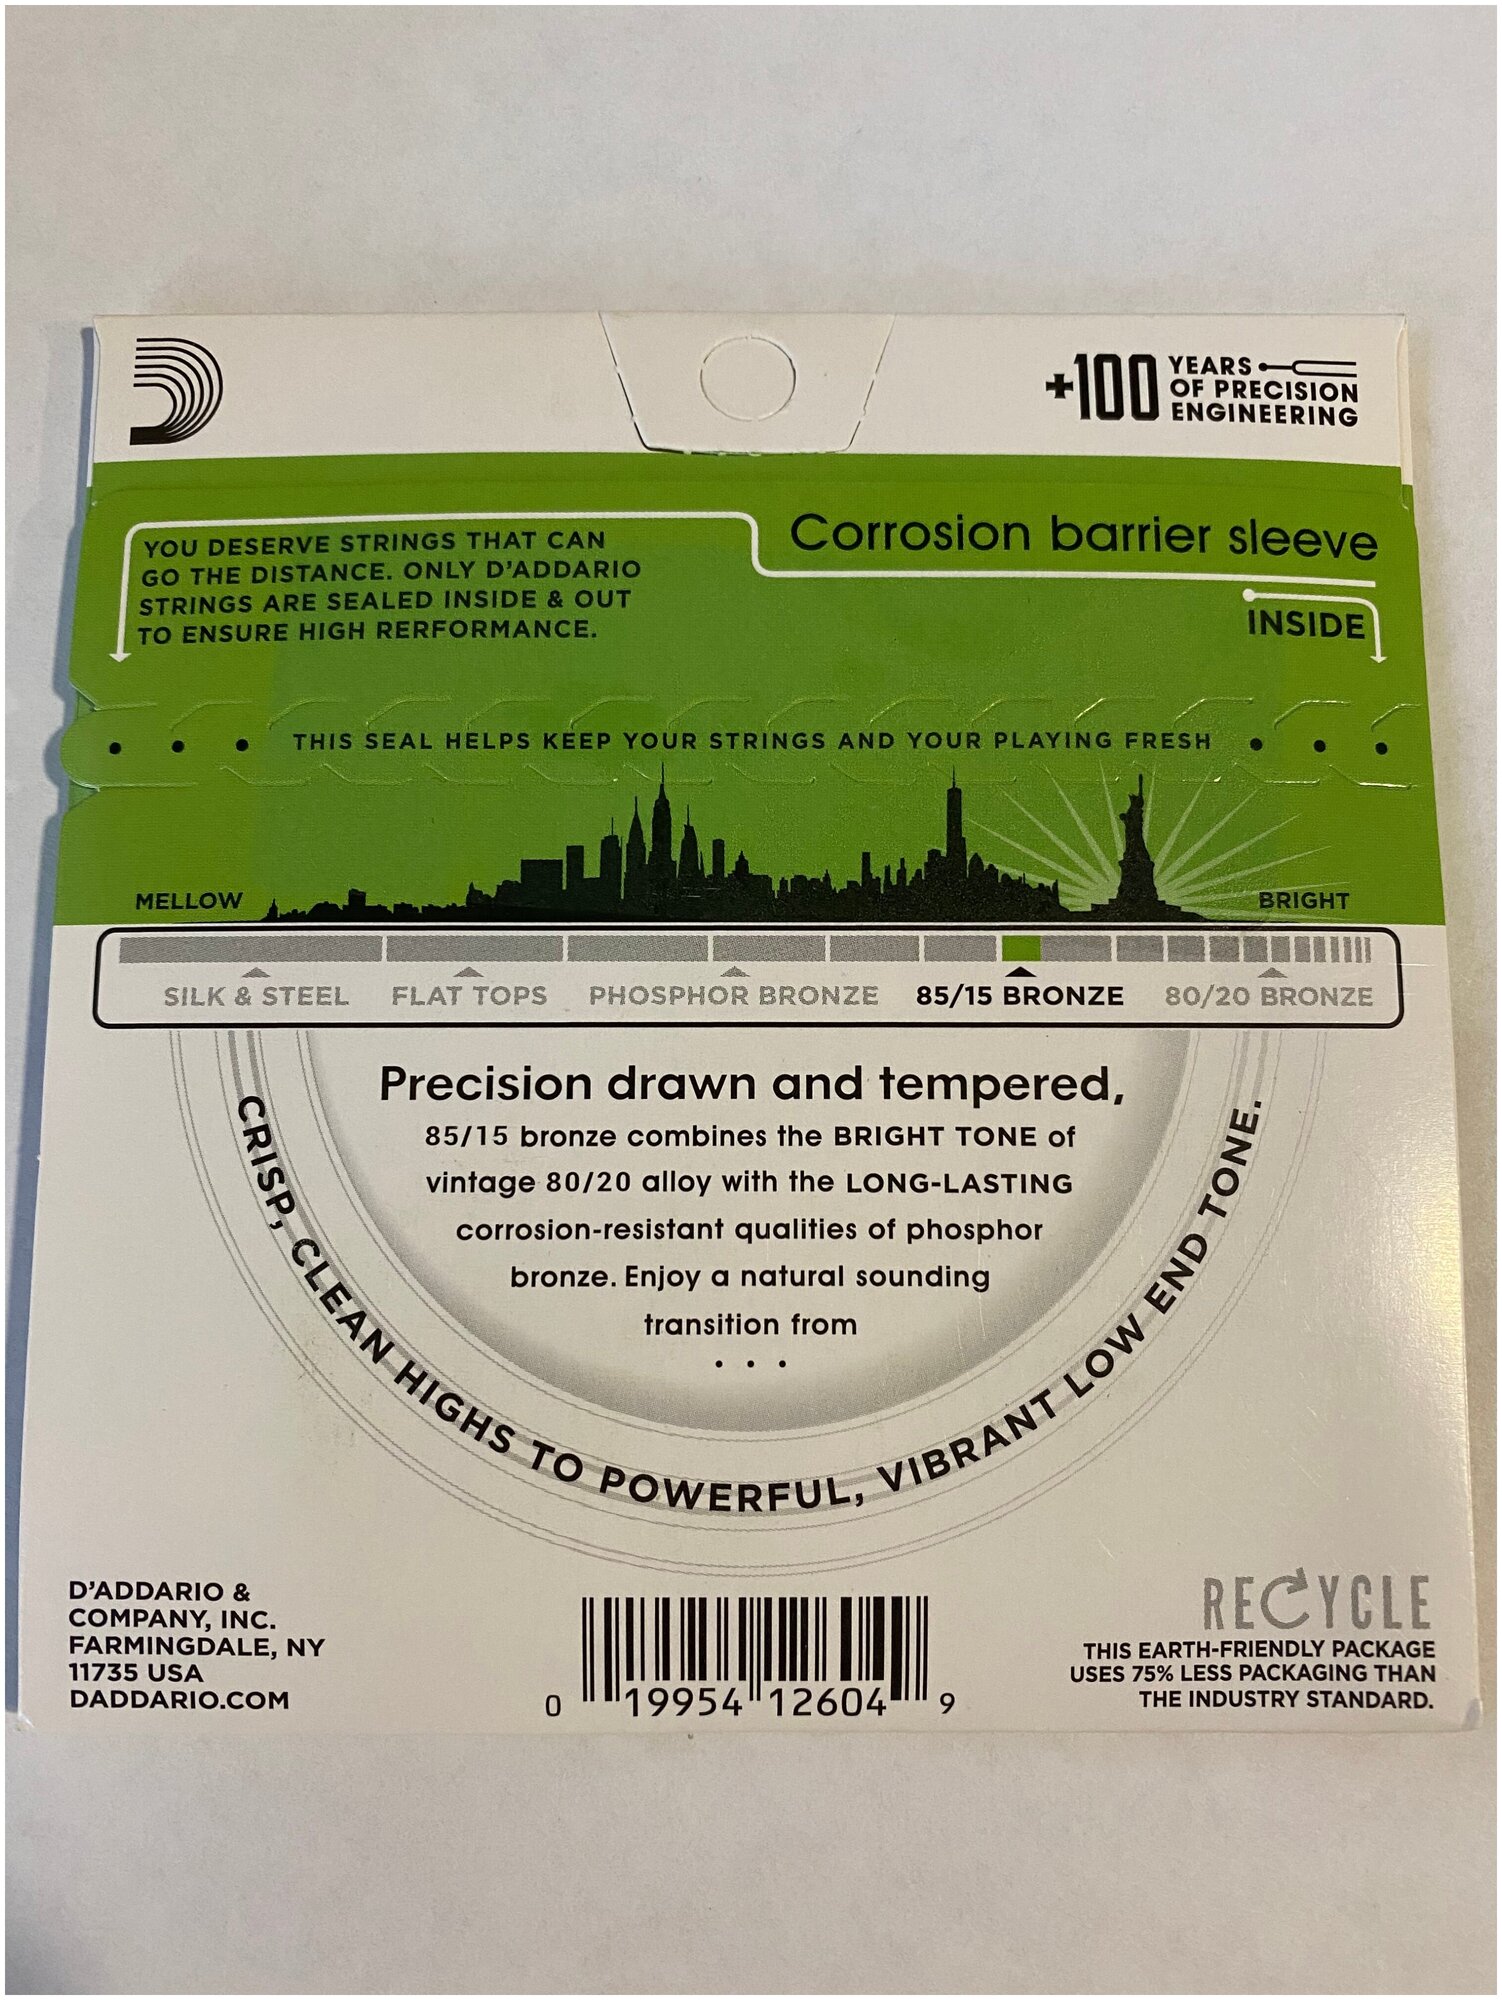 +100 YEARS
OF PRECISION
ENGINEERING
Corrosion barrier sleeve
INSIDE
YOU DESERVE STRINGS THAT CAN
GO THE DISTANCE. ONLY D'ADDARIO
STRINGS ARE SEALED INSIDE & OUT
TO ENSURE HIGH RERFORMANCE.
• • • THIS SEAL HELPS KEEP YOUR STRINGS AND YOUR PLAYING FRESH • • •
MELLOW
BRIGHT
SILK & STEEL FLAT TOPS PHOSPHOR BRONZE 85/15 BRONZE 80/20 BRONZE
Precision drawn and tempered,
85/15 bronze combines the BRIGHT TONE of
vintage 80/20 alloy with the LONG-LASTING
corrosion-resistant qualities of phosphor
bronze. Enjoy a natural sounding
transition from
• • •
CRISP, CLEAN HIGHS TO POWERFUL, VIBRANT LOW END TONE.
D'ADDARIO &
COMPANY, INC.
FARMINGDALE, NY
11735 USA
DADDARIO.COM
0 19954 12604 9
RECYCLE
THIS EARTH-FRIENDLY PACKAGE
USES 75% LESS PACKAGING THAN
THE INDUSTRY STANDARD.